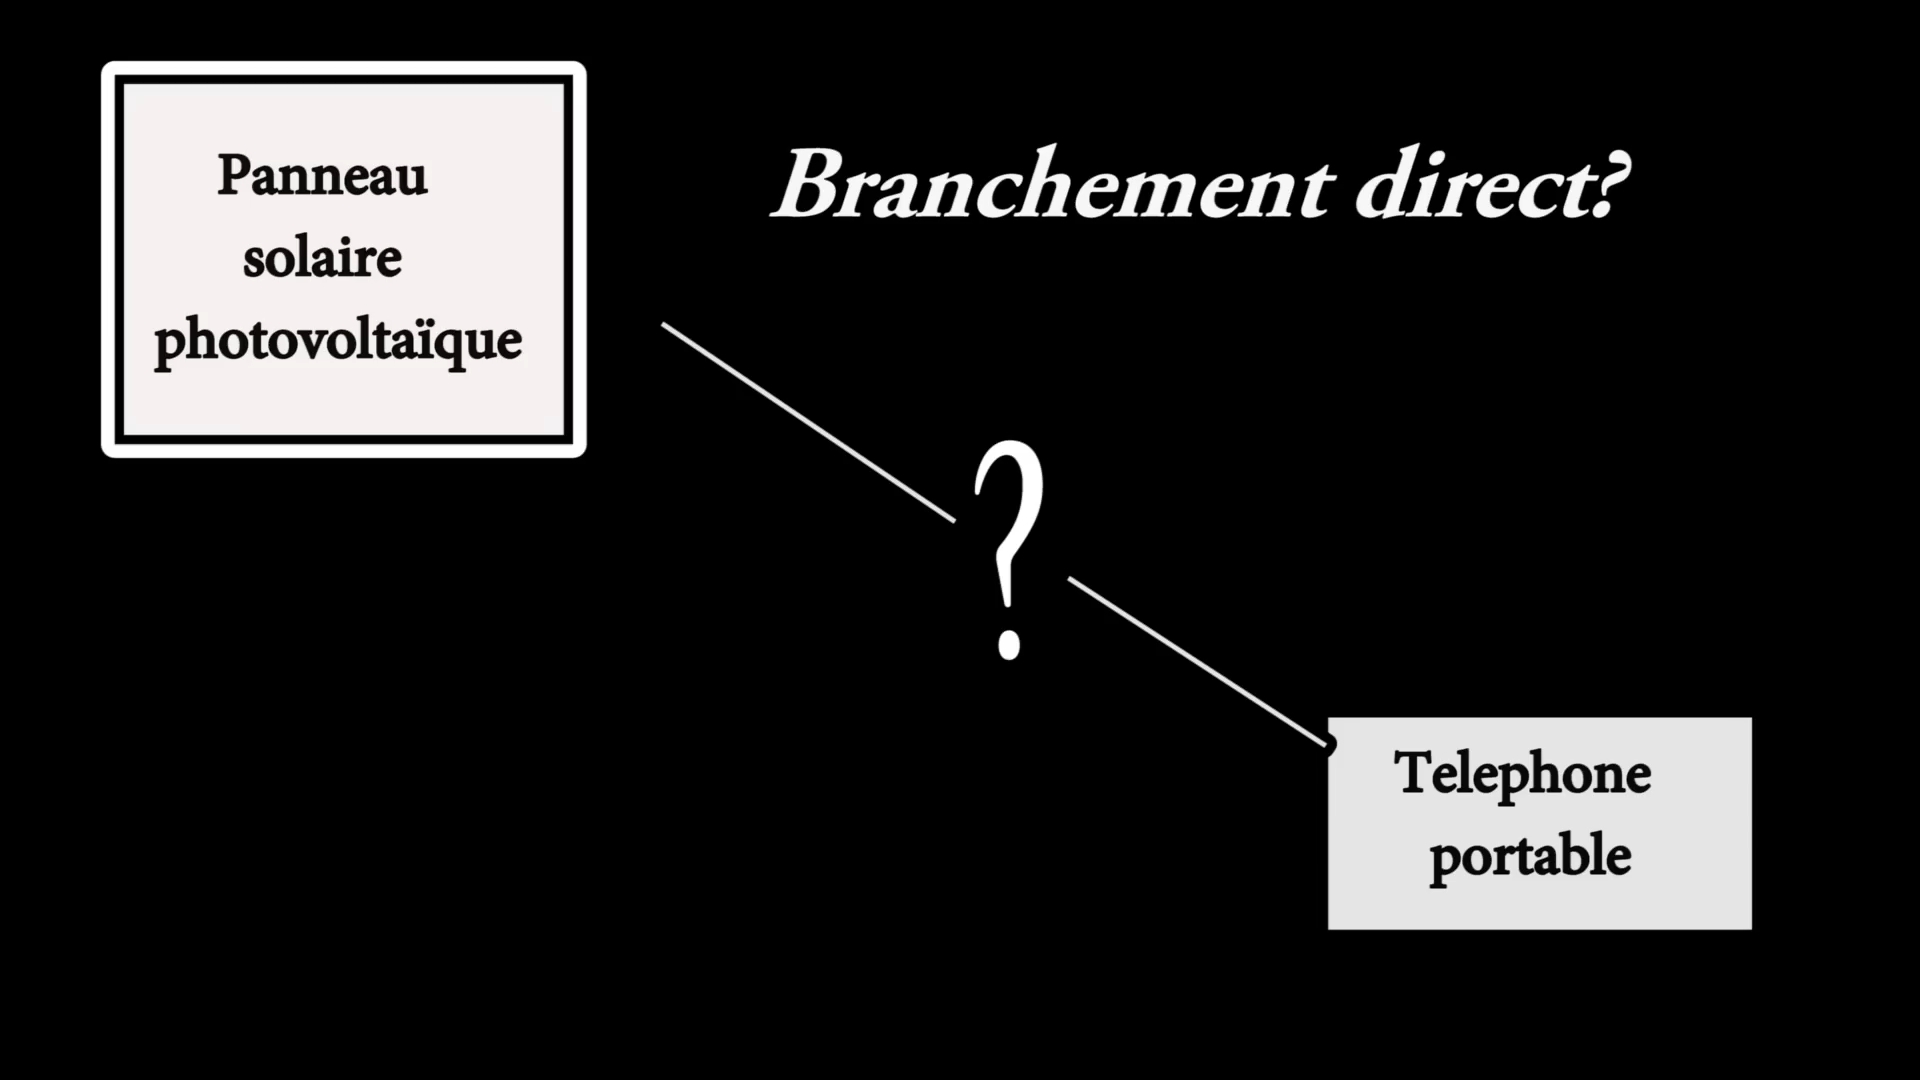 Panneau
solaire
photovoltaïque
Branchement direct?
?
Telephone
portable